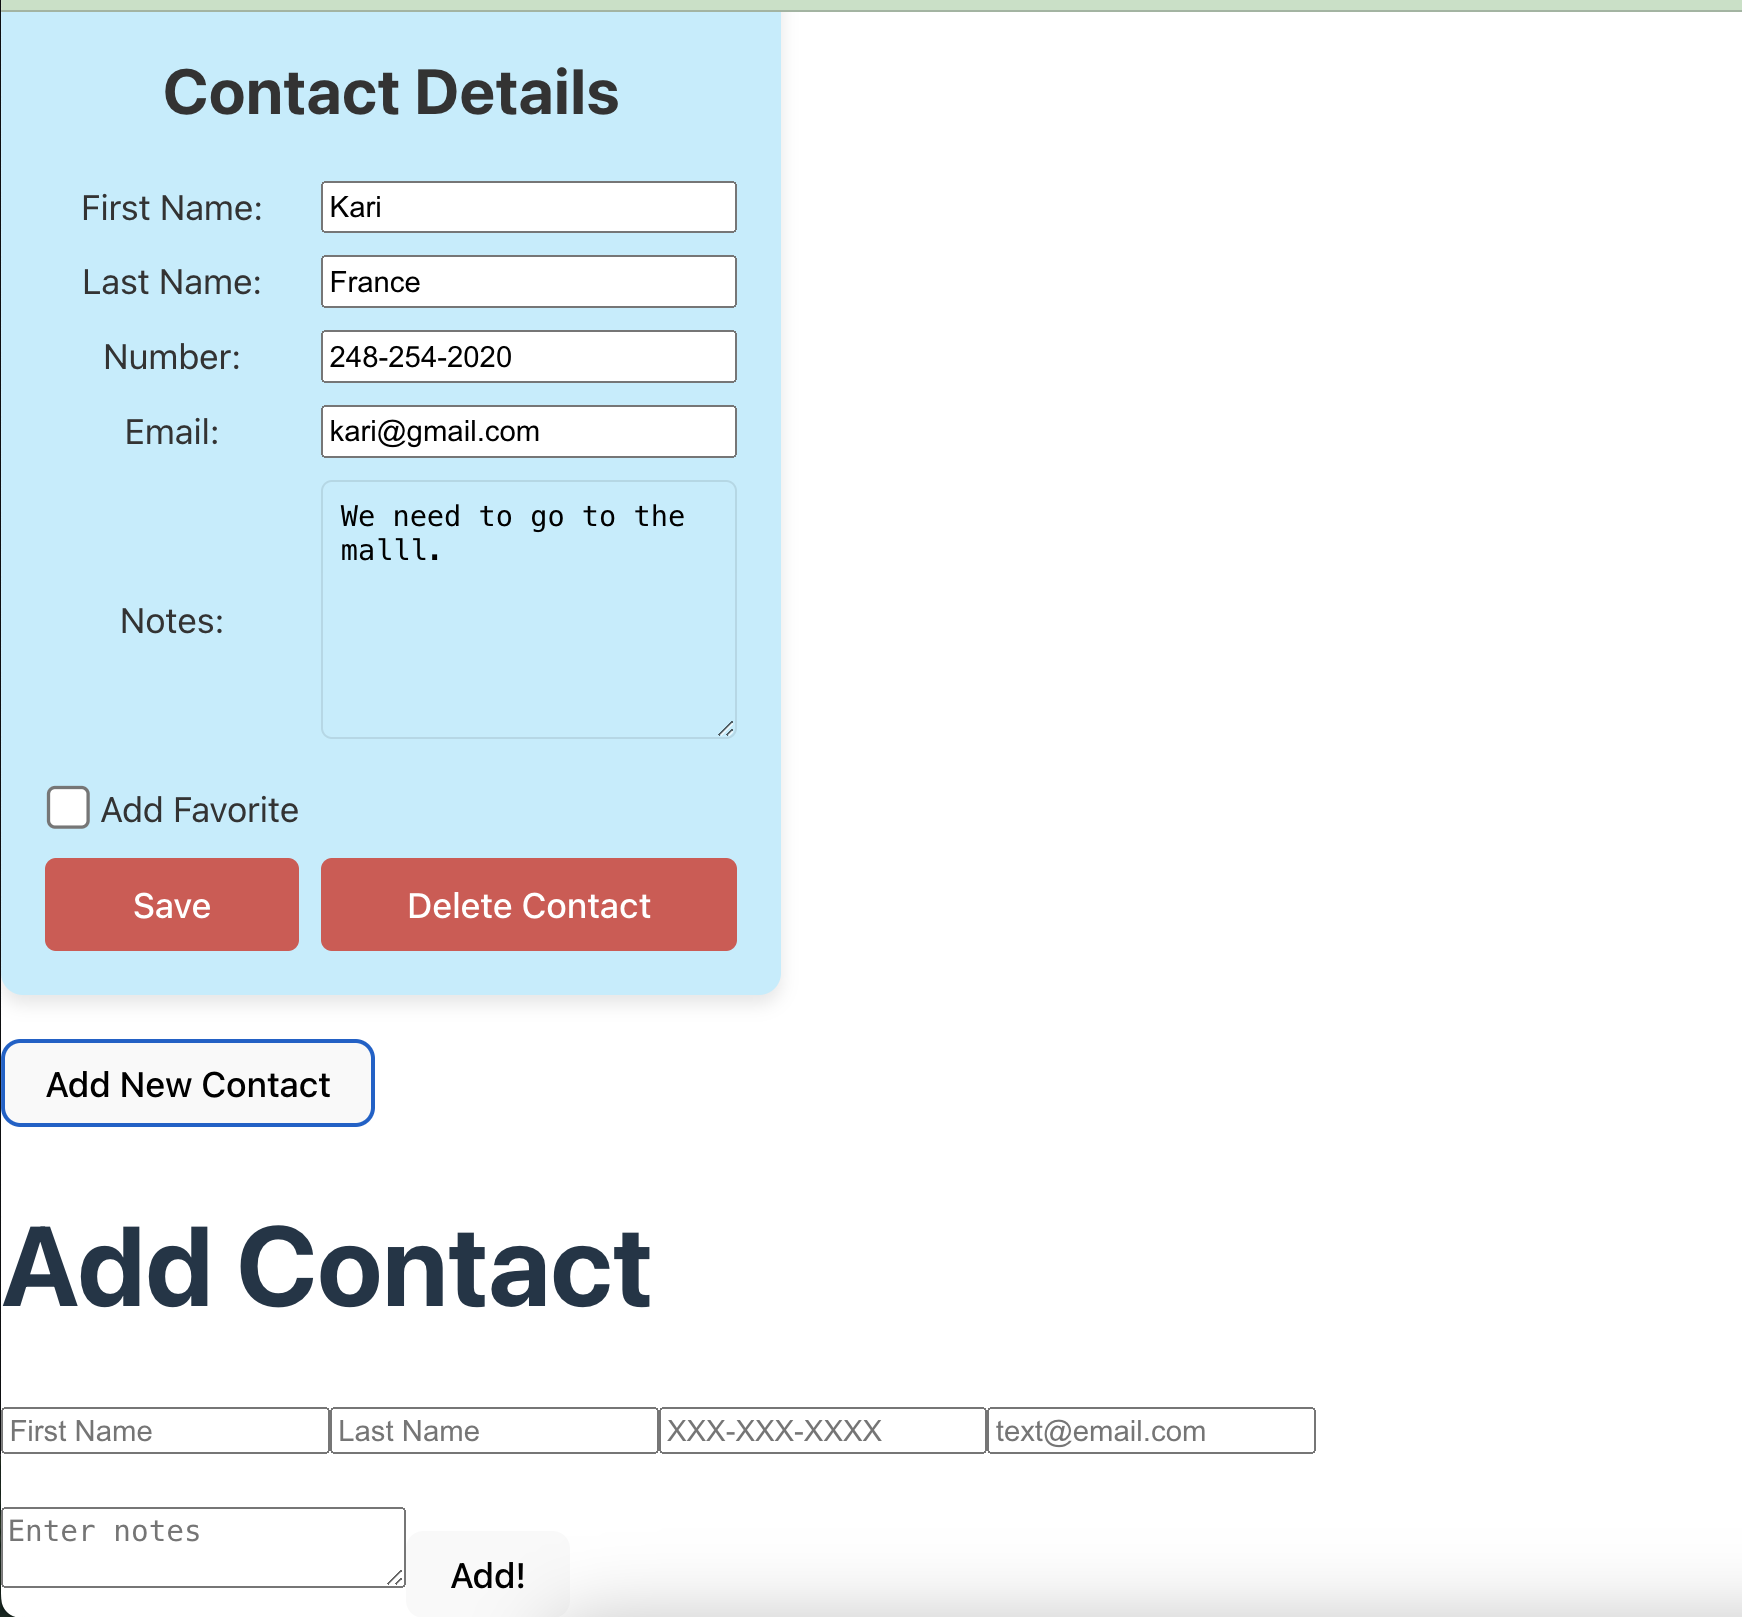 Contact Details
First Name:
Kari
Last Name:
France
Number:
248-254-2020
Email:
kari@gmail.com
Notes:
We need to go to the
malll.
Add Favorite
Save
Delete Contact
Add New Contact
Add Contact
First Name
Last Name
XXX-XXX-XXXX
text@email.com
Enter notes
Add!